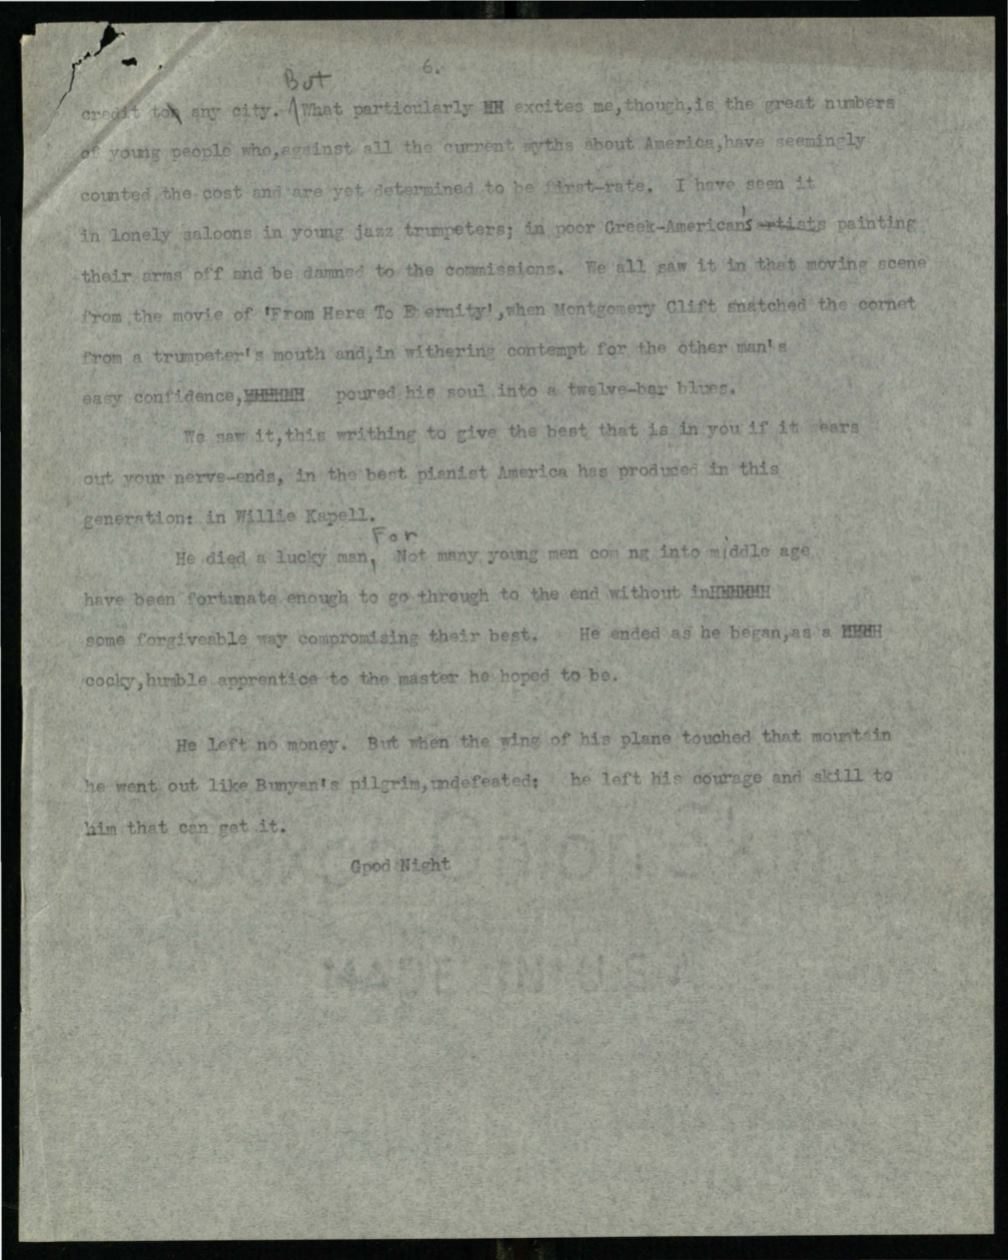 6.
But
credit to any city. What particularly HH excites me,though,is the great numbers
of young people who,against all the current myths about America,have seemingly
counted the cost and are yet determined to be first-rate. I have seen it
in lonely saloons in young jazz trumpeters; in poor Greek-American's artists painting
their arms off and be damned to the commissions. We all saw it in that moving scene
from the movie of 'From Here To E ernity',when Montgomery Clift snatched the cornet
from a trumpeter's mouth and,in withering contempt for the other man's
easy confidence, poured his soul into a twelve-bar blues.
We saw it,this writhing to give the best that is in you if it ears
out your nerve-ends, in the best pianist America has produced in this
generation: in Willie Kapell.
For
He died a lucky man, Not many young men com ng into middle age
have been fortunate enough to go through to the end without in
some forgiveable way compromising their best. He ended as he began,as a
cocky,humble apprentice to the master he hoped to be.
He left no money. But when the wing of his plane touched that mountain
he went out like Bunyan's pilgrim,undefeated; he left his courage and skill to
him that can get it.
Good Night
MADE IN U.S.A.